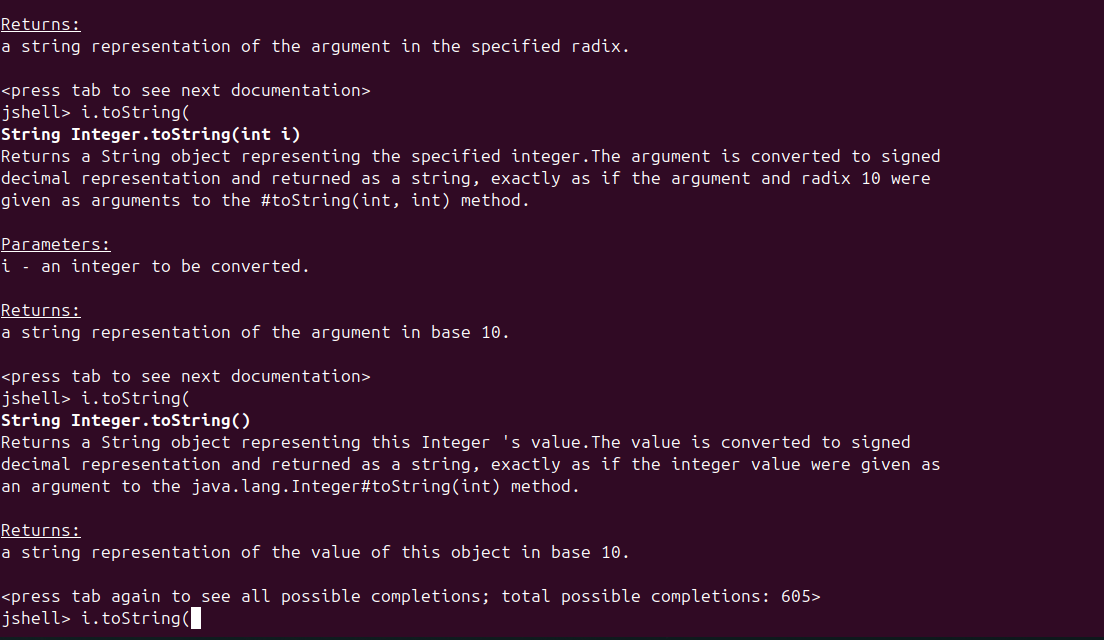 Returns:
a string representation of the argument in the specified radix.
<press tab to see next documentation>
jshell> i.toString(
String Integer.toString(int i)
Returns a String object representing the specified integer.The argument is converted to signed
decimal representation and returned as a string, exactly as if the argument and radix 10 were
given as arguments to the #toString(int, int) method.
Parameters:
i - an integer to be converted.
Returns:
a string representation of the argument in base 10.
<press tab to see next documentation>
jshell> i.toString(
String Integer.toString()
Returns a String object representing this Integer 's value.The value is converted to signed
decimal representation and returned as a string, exactly as if the integer value were given as
an argument to the java.lang.Integer#toString(int) method.
Returns:
a string representation of the value of this object in base 10.
<press tab again to see all possible completions; total possible completions: 605>
jshell> i.toString(